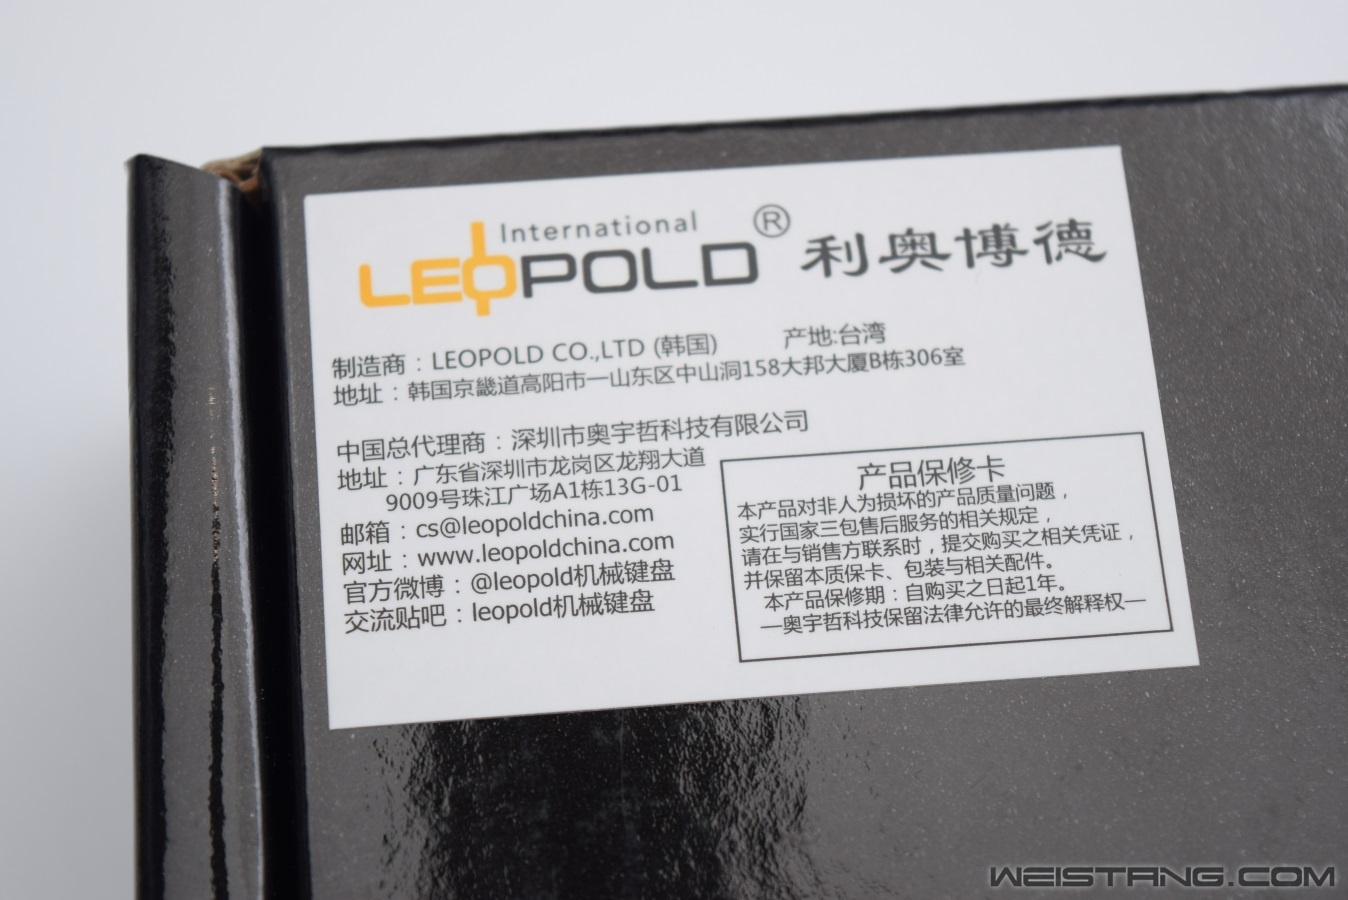 International
LEOPOLD ® 利奥博德
制造商：LEOPOLD CO.,LTD (韩国) 产地:台湾
地址：韩国京畿道高阳市一山东区中山洞158大邦大厦B栋306室
中国总代理商：深圳市奥宇哲科技有限公司
地址：广东省深圳市龙岗区龙翔大道
9009号珠江广场A1栋13G-01
邮箱：cs@leopoldchina.com
网址：www.leopoldchina.com
官方微博：@leopold机械键盘
交流贴吧：leopold机械键盘
产品保修卡
本产品对非人为损坏的产品质量问题，
实行国家三包售后服务的相关规定，
请在与销售方联系时，提交购买之相关凭证，
并保留本质保卡、包装与相关配件。
本产品保修期：自购买之日起1年。
—奥宇哲科技保留法律允许的最终解释权—
WEISTANG.COM